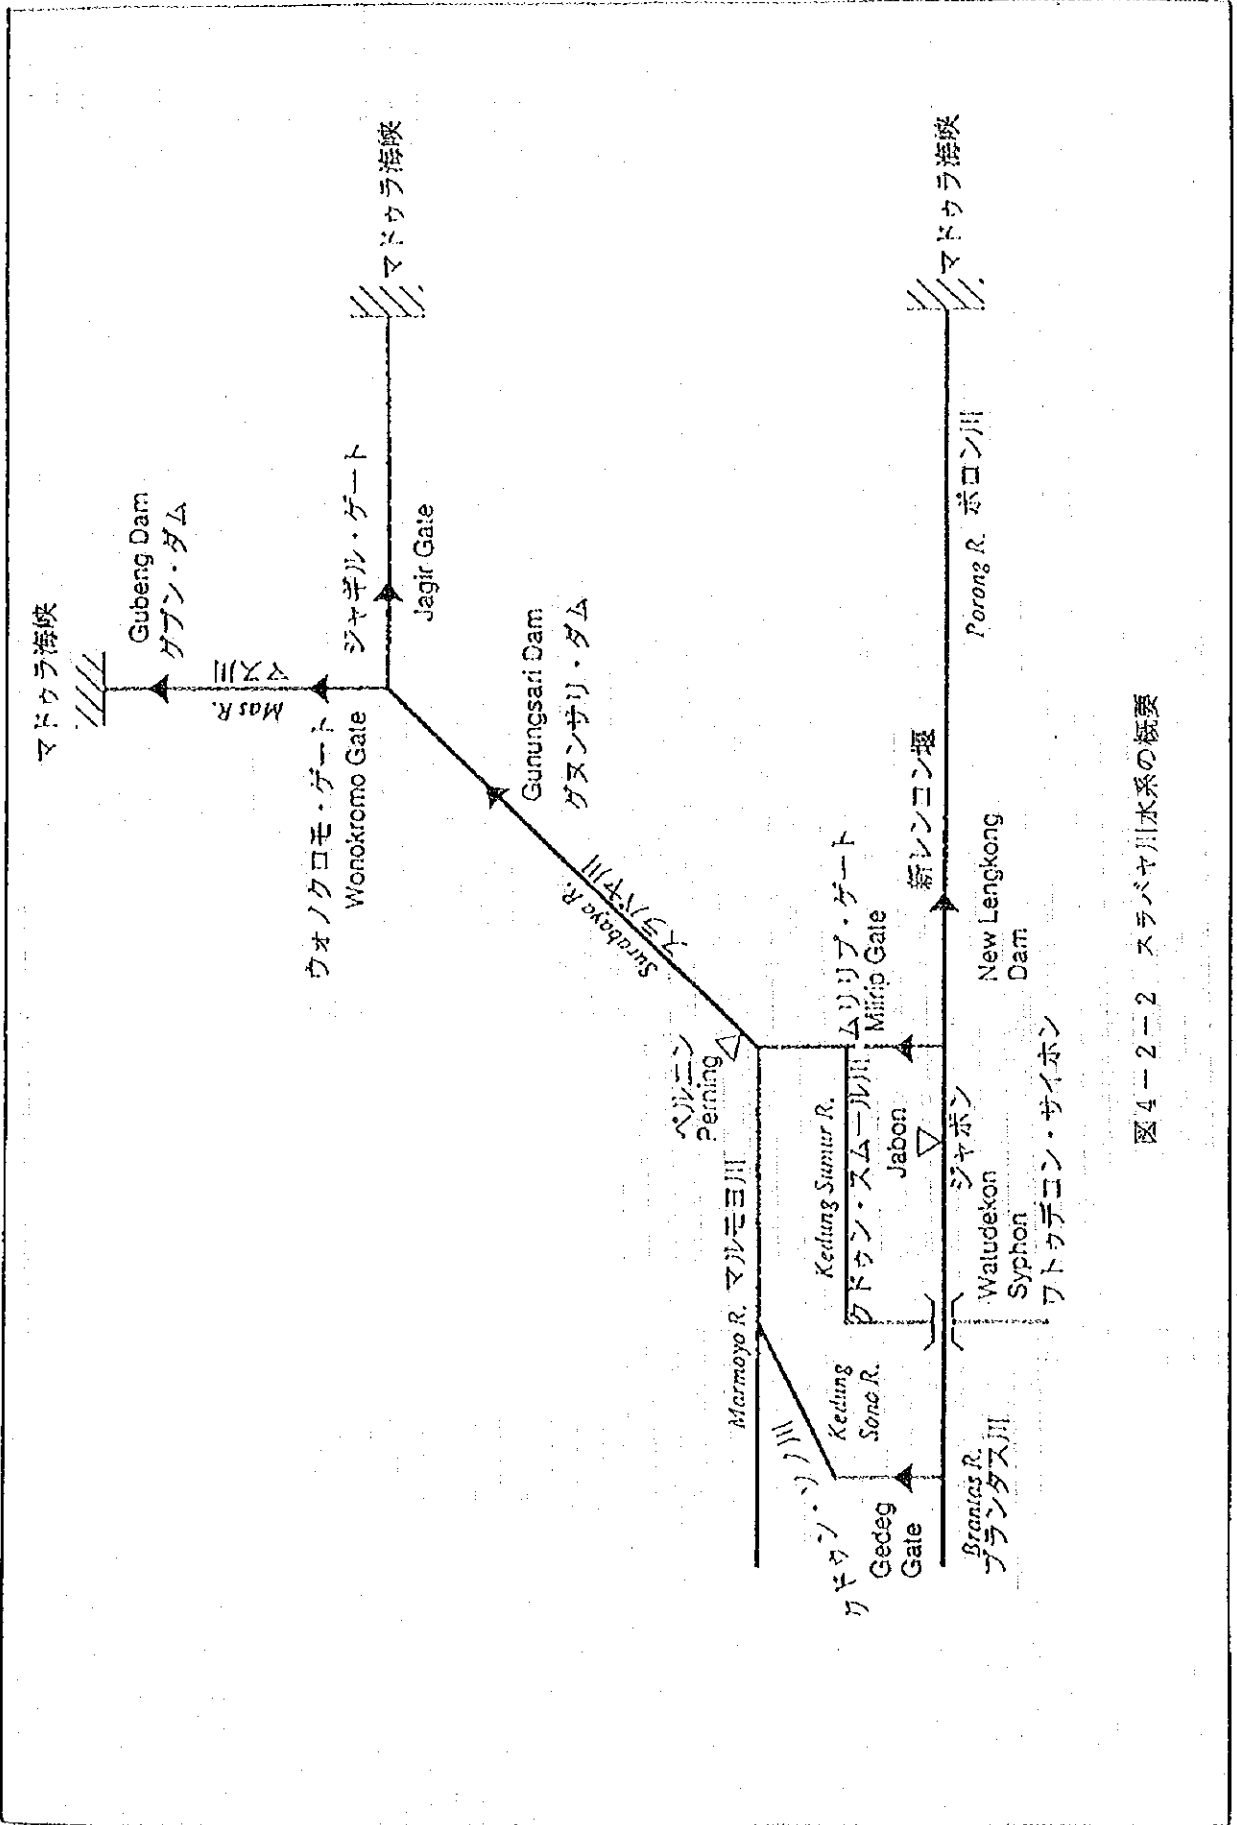 マドゥラ海峡
Gubeng Dam
グブン・ダム
Mas R.
マス川
ウォノクロモ・ゲート
Wonokromo Gate
ジャギル・ゲート
Jagir Gate
マドゥラ海峡
Gunungsari Dam
グヌンサリ・ダム
Surabaya R.
スラバヤ川
ペルニン
Perning
Marmoyo R. マルモヨ川
Kedung Sumur R.
クドゥン・スムール川
ムリリプ・ゲート
Mlirip Gate
Jabon
ジャボン
クドゥン・ソノ川
Kedung
Sono R.
Gedeg
Gate
Brantas R.
ブランタス川
Waludekon
Syphon
ワトゥデコン・サイホン
新レンコン堰
New Lengkong
Dam
Porong R. ポロン川
マドゥラ海峡
図4-2-2 スラバヤ川水系の概要